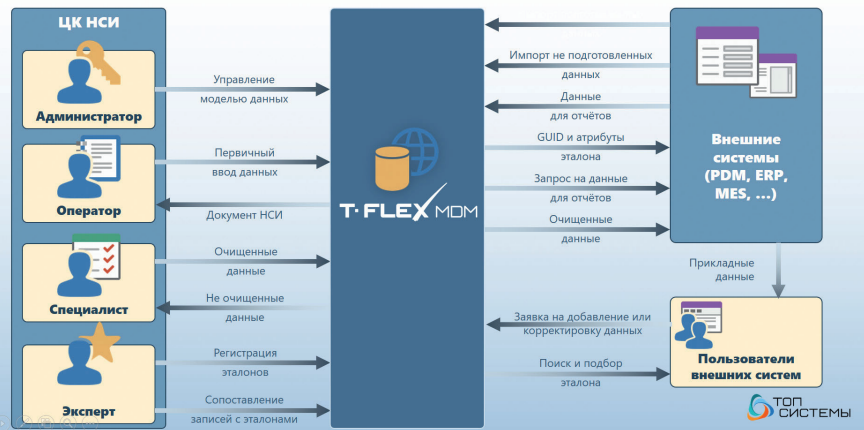 ЦК НСИ
Администратор
Оператор
Специалист
Эксперт
Управление
моделью данных
Первичный
ввод данных
Документ НСИ
Очищенные
данные
Не очищенные
данные
Регистрация
эталонов
Сопоставление
записей с эталонами
T-FLEX MDM
Импорт не подготовленных
данных
Данные
для отчётов
GUID и атрибуты
эталона
Запрос на данные
для отчётов
Очищенные
данные
Внешние
системы
(PDM, ERP,
MES, ...)
Прикладные
данные
Заявка на добавление или
корректировку данных
Поиск и подбор
эталона
Пользователи
внешних систем
ТОП
СИСТЕМЫ